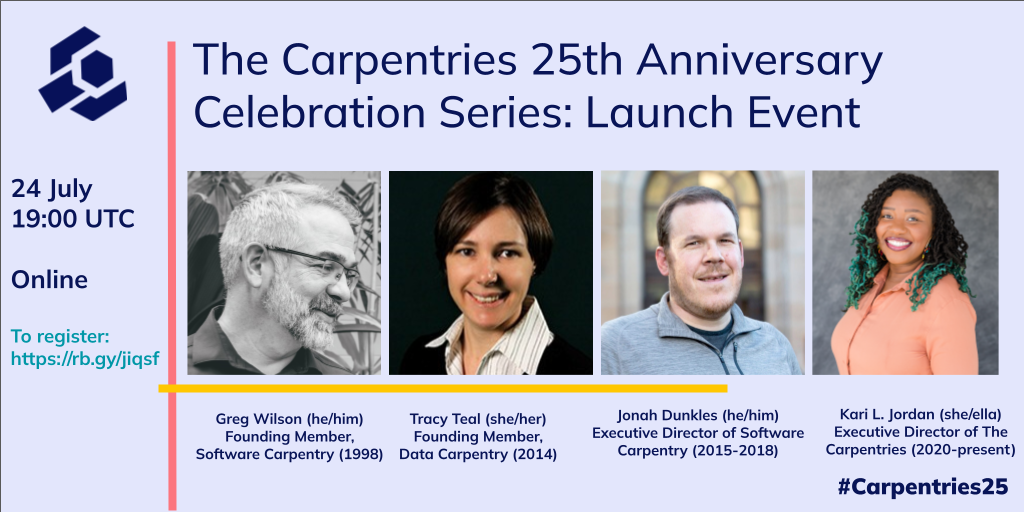 The Carpentries 25th Anniversary
Celebration Series: Launch Event
24 July
19:00 UTC
Online
To register:
https://rb.gy/jiqsf
Greg Wilson (he/him)
Founding Member,
Software Carpentry (1998)
Tracy Teal (she/her)
Founding Member,
Data Carpentry (2014)
Jonah Dunkles (he/him)
Executive Director of Software
Carpentry (2015-2018)
Kari L. Jordan (she/ella)
Executive Director of The
Carpentries (2020-present)
#Carpentries25